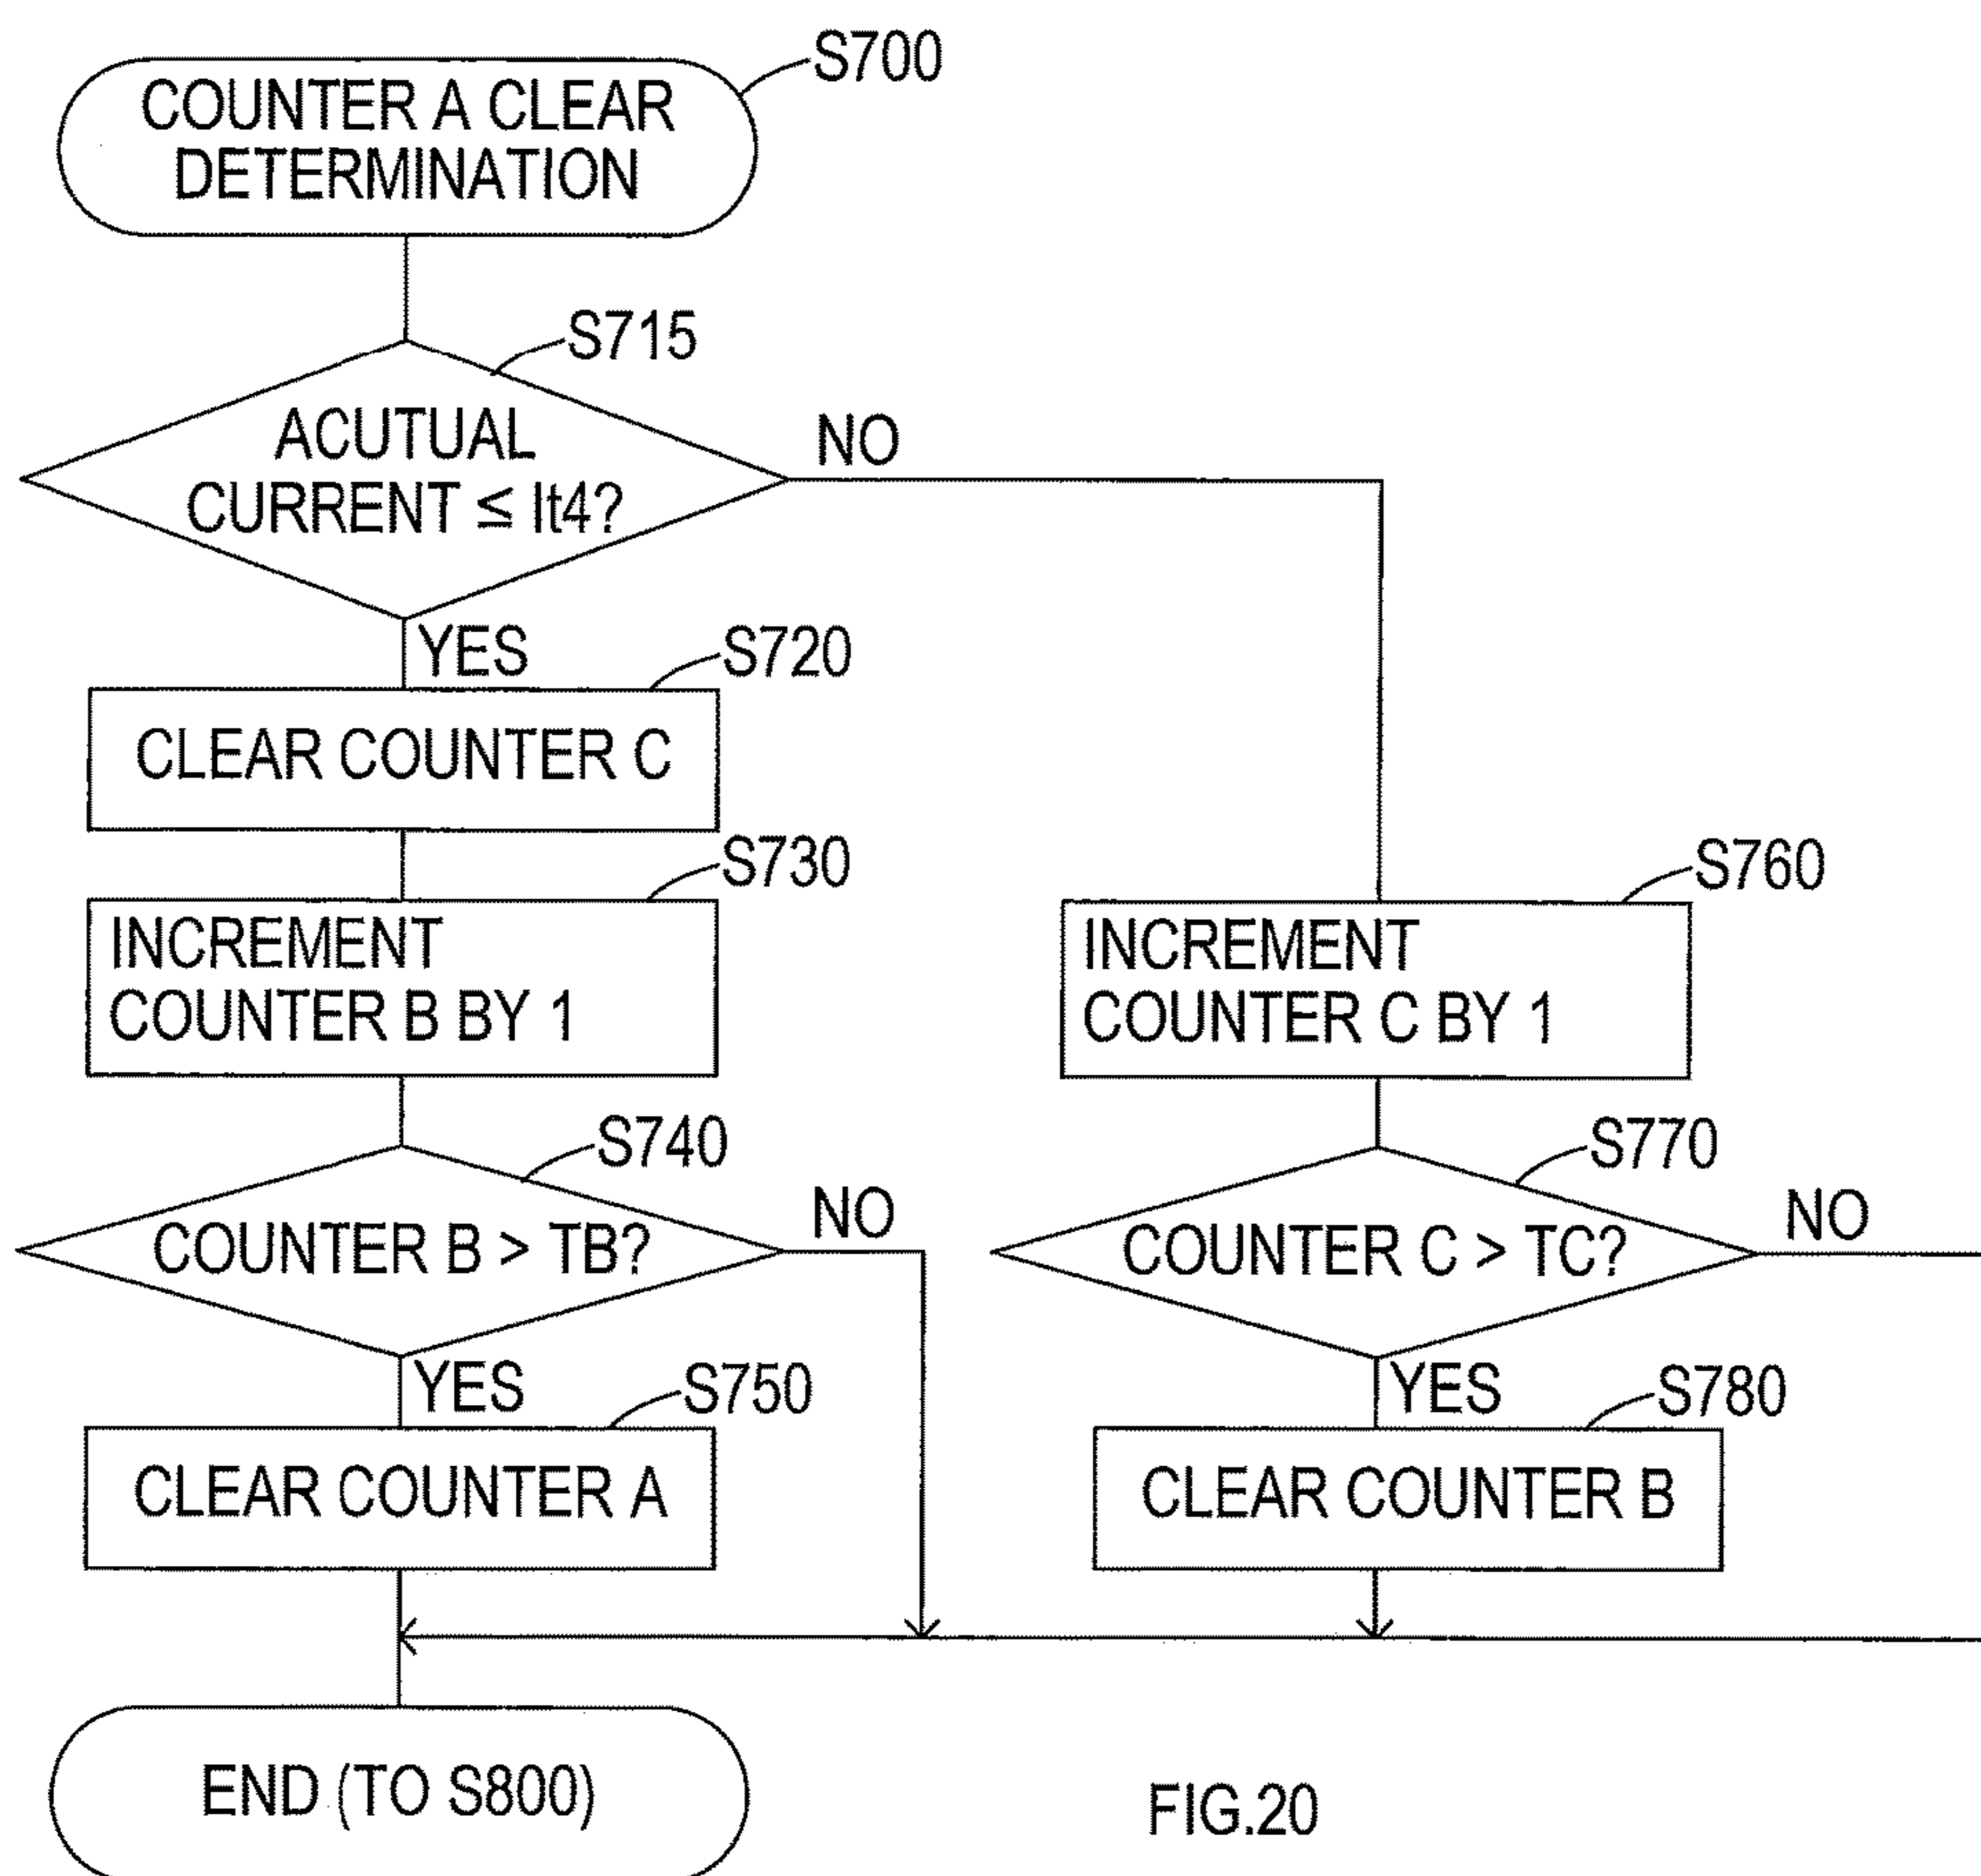 S700
COUNTER A CLEAR
DETERMINATION
S715
ACUTUAL
CURRENT ≤ It4?
NO
YES
S720
CLEAR COUNTER C
S730
INCREMENT
COUNTER B BY 1
S760
INCREMENT
COUNTER C BY 1
S740
COUNTER B > TB?
NO
S770
COUNTER C > TC?
NO
YES
S750
CLEAR COUNTER A
YES
S780
CLEAR COUNTER B
END (TO S800)
FIG.20